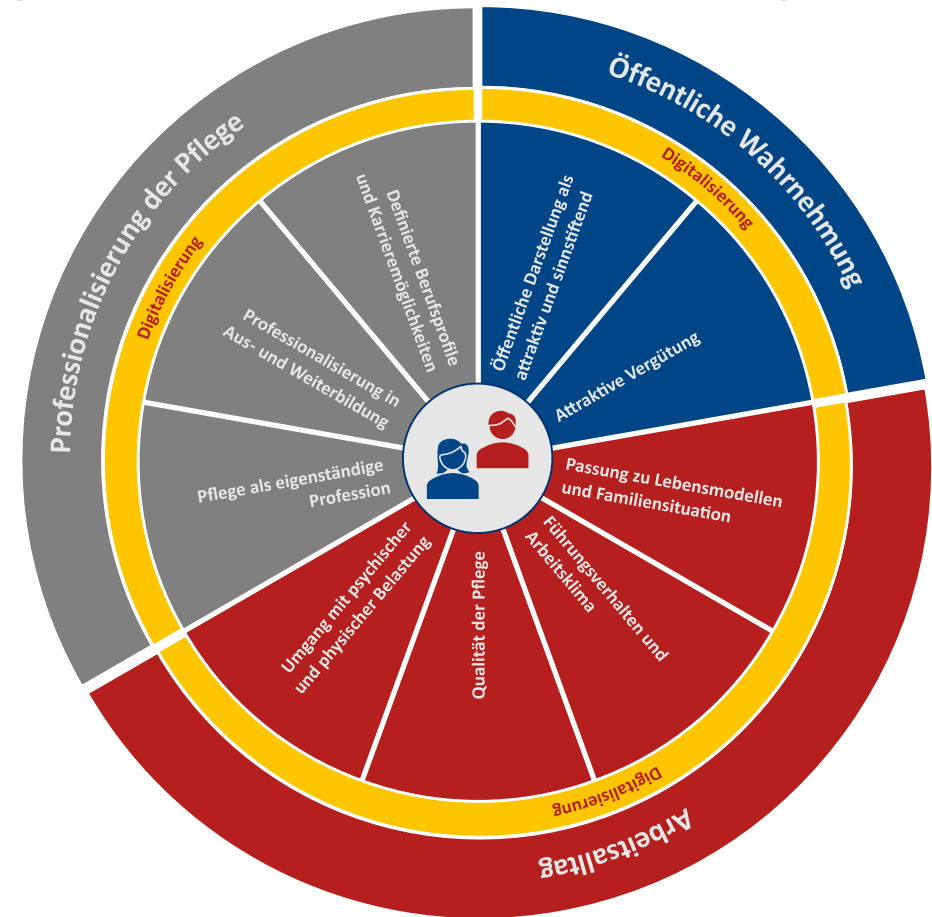 Öffentliche Wahrnehmung
Digitalisierung
Öffentliche Darstellung als
attraktiv und sinnstiftend
Attraktive Vergütung
Arbeitsalltag
Digitalisierung
Passung zu Lebensmodellen
und Familiensituation
Führungsverhalten und
Arbeitsklima
Qualität der Pflege
Umgang mit psychischer
und physischer Belastung
Professionalisierung der Pflege
Digitalisierung
Pflege als eigenständige
Profession
Professionalisierung in
Aus- und Weiterbildung
Definierte Berufsprofile
und Karrieremöglichkeiten